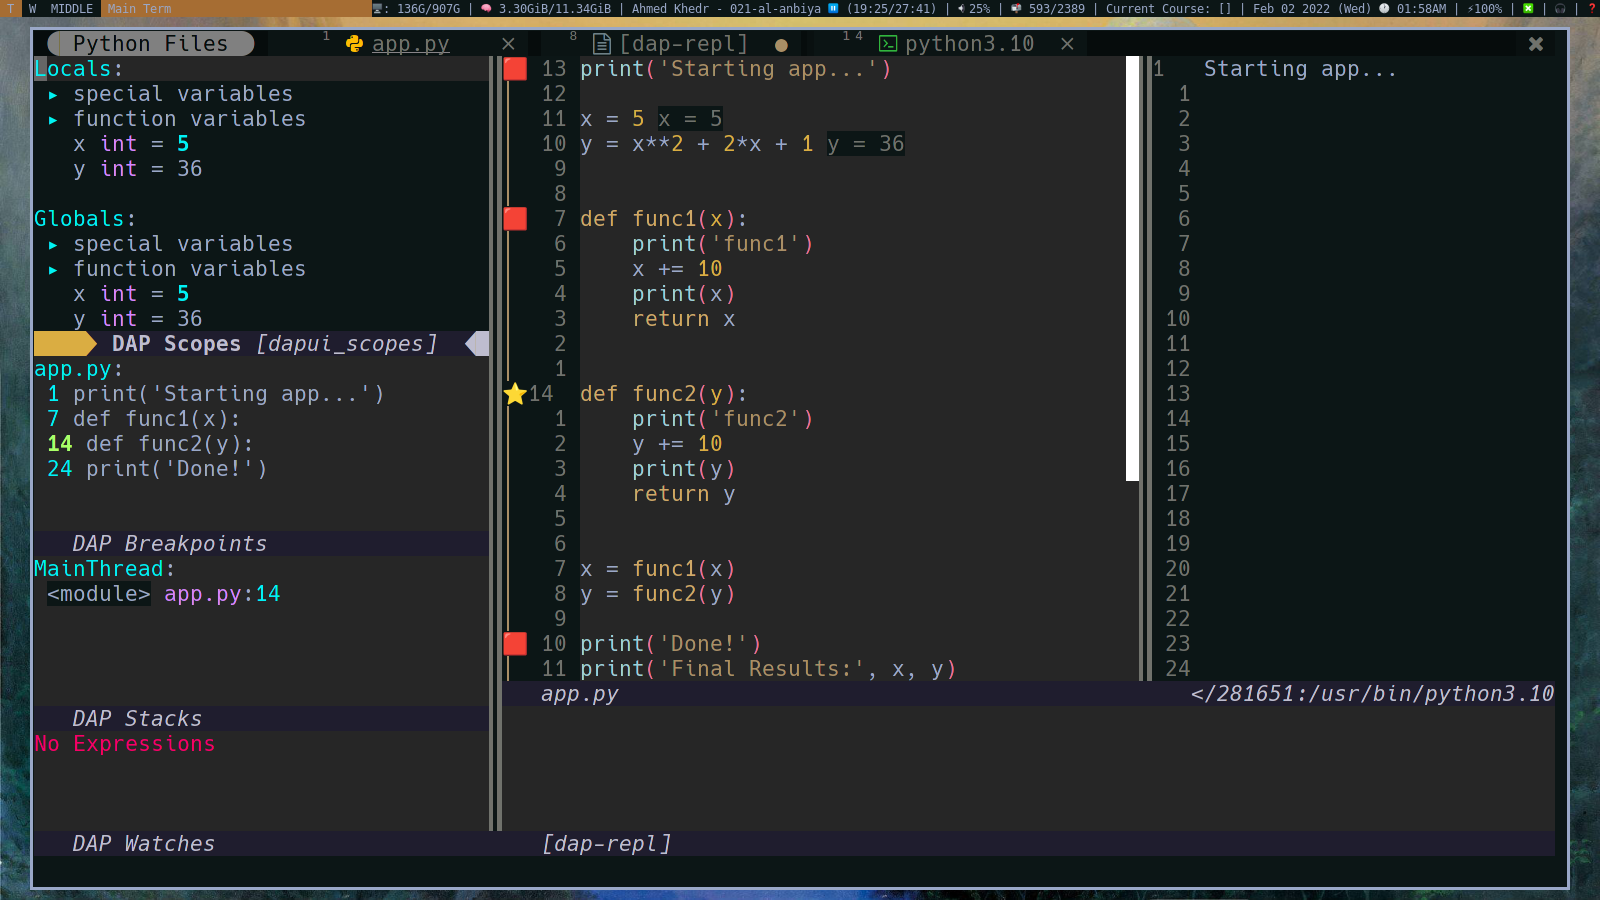 T W MIDDLE Main Term : 136G/907G | 3.30GiB/11.34GiB | Ahmed Khedr - 021-al-anbiya (19:25/27:41) | 25% | 593/2389 | Current Course: [] | Feb 02 2022 (Wed) 01:58AM | ⚡100% | ❎ | 🎧 | ❓
Python Files 1 app.py × 8 [dap-repl] ● 14 python3.10 × ✖
Locals:
▸ special variables
▸ function variables
x int = 5
y int = 36
Globals:
▸ special variables
▸ function variables
x int = 5
y int = 36
DAP Scopes [dapui_scopes]
app.py:
1 print('Starting app...')
7 def func1(x):
14 def func2(y):
24 print('Done!')
DAP Breakpoints
MainThread:
<module> app.py:14
DAP Stacks
No Expressions
DAP Watches
13 print('Starting app...')
12
11 x = 5 x = 5
10 y = x**2 + 2*x + 1 y = 36
9
8
7 def func1(x):
6 print('func1')
5 x += 10
4 print(x)
3 return x
2
1
14 def func2(y):
1 print('func2')
2 y += 10
3 print(y)
4 return y
5
6
7 x = func1(x)
8 y = func2(y)
9
10 print('Done!')
11 print('Final Results:', x, y)
app.py
1 Starting app...
1
2
3
4
5
6
7
8
9
10
11
12
13
14
15
16
17
18
19
20
21
22
23
24
</281651:/usr/bin/python3.10
[dap-repl]